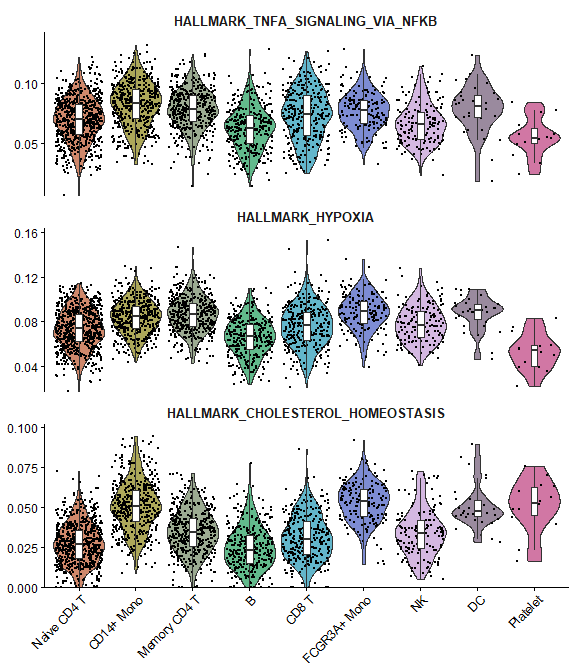 HALLMARK_TNFA_SIGNALING_VIA_NFKB
0.10
0.05
HALLMARK_HYPOXIA
0.16
0.12
0.08
0.04
HALLMARK_CHOLESTEROL_HOMEOSTASIS
0.100
0.075
0.050
0.025
0.000
Naive CD4 T
CD14+ Mono
Memory CD4 T
B
CD8 T
FCGR3A+ Mono
NK
DC
Platelet